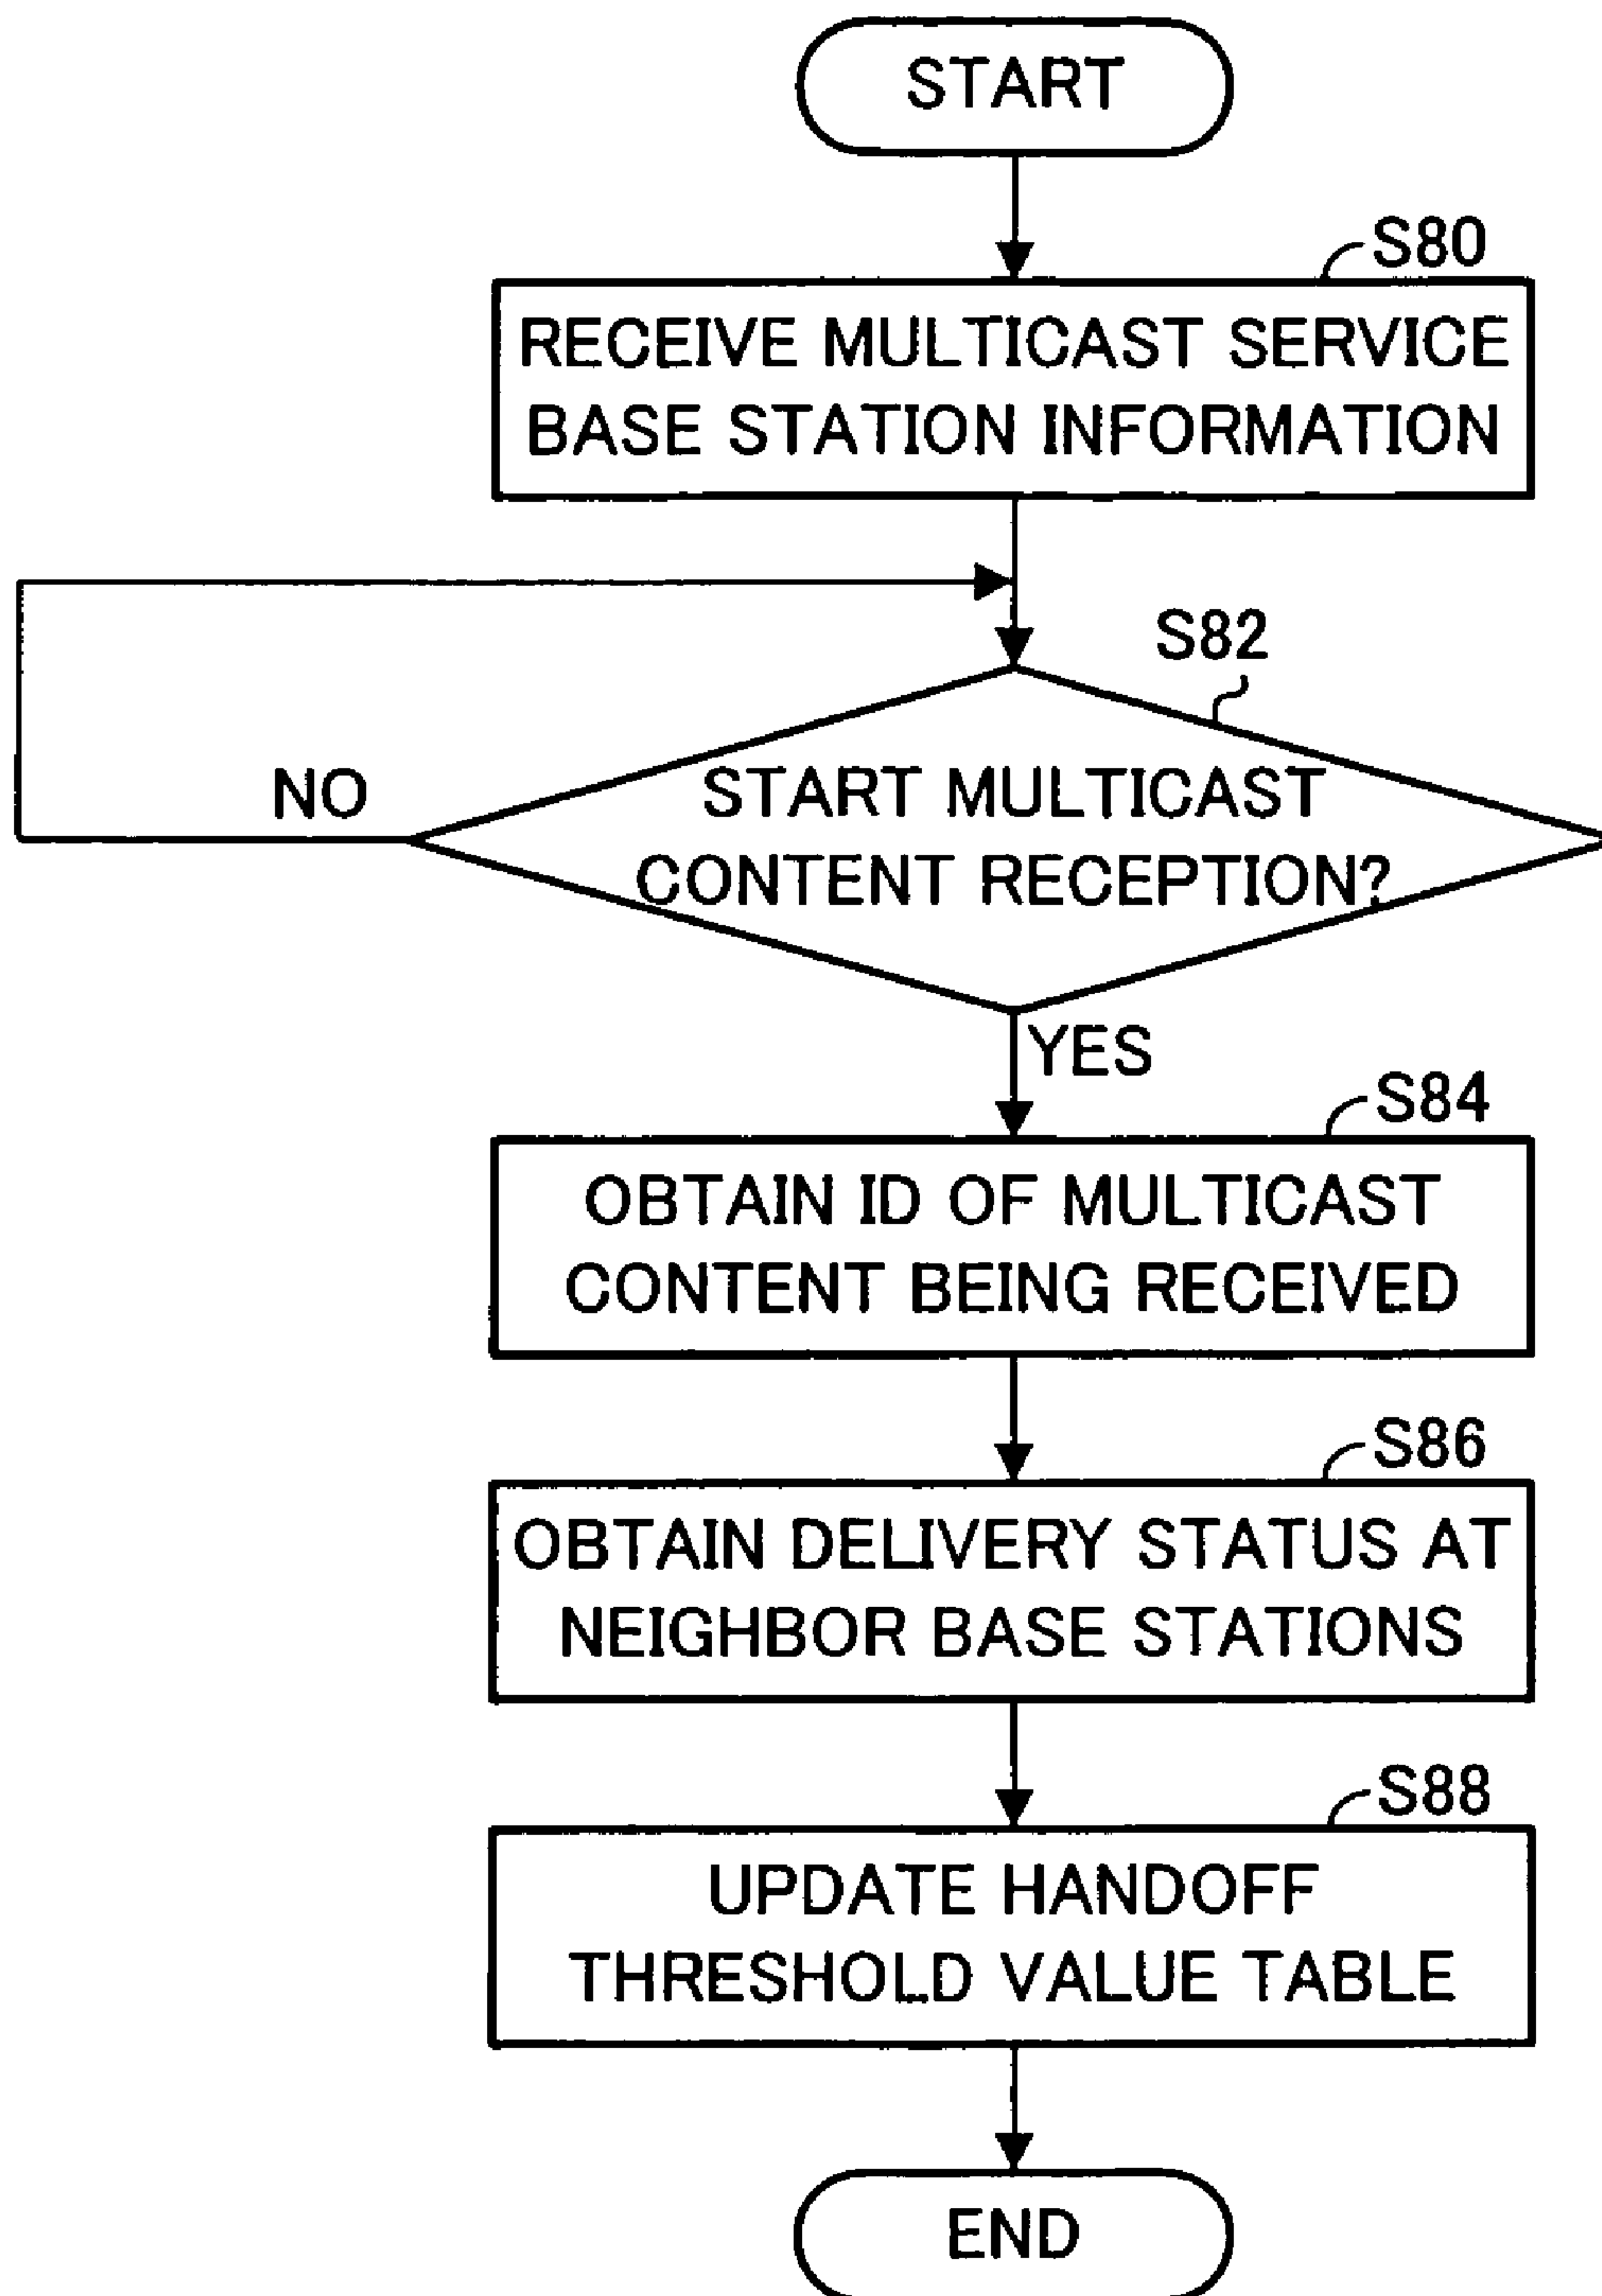 START
S80
RECEIVE MULTICAST SERVICE
BASE STATION INFORMATION
S82
START MULTICAST
CONTENT RECEPTION?
NO
YES
S84
OBTAIN ID OF MULTICAST
CONTENT BEING RECEIVED
S86
OBTAIN DELIVERY STATUS AT
NEIGHBOR BASE STATIONS
S88
UPDATE HANDOFF
THRESHOLD VALUE TABLE
END